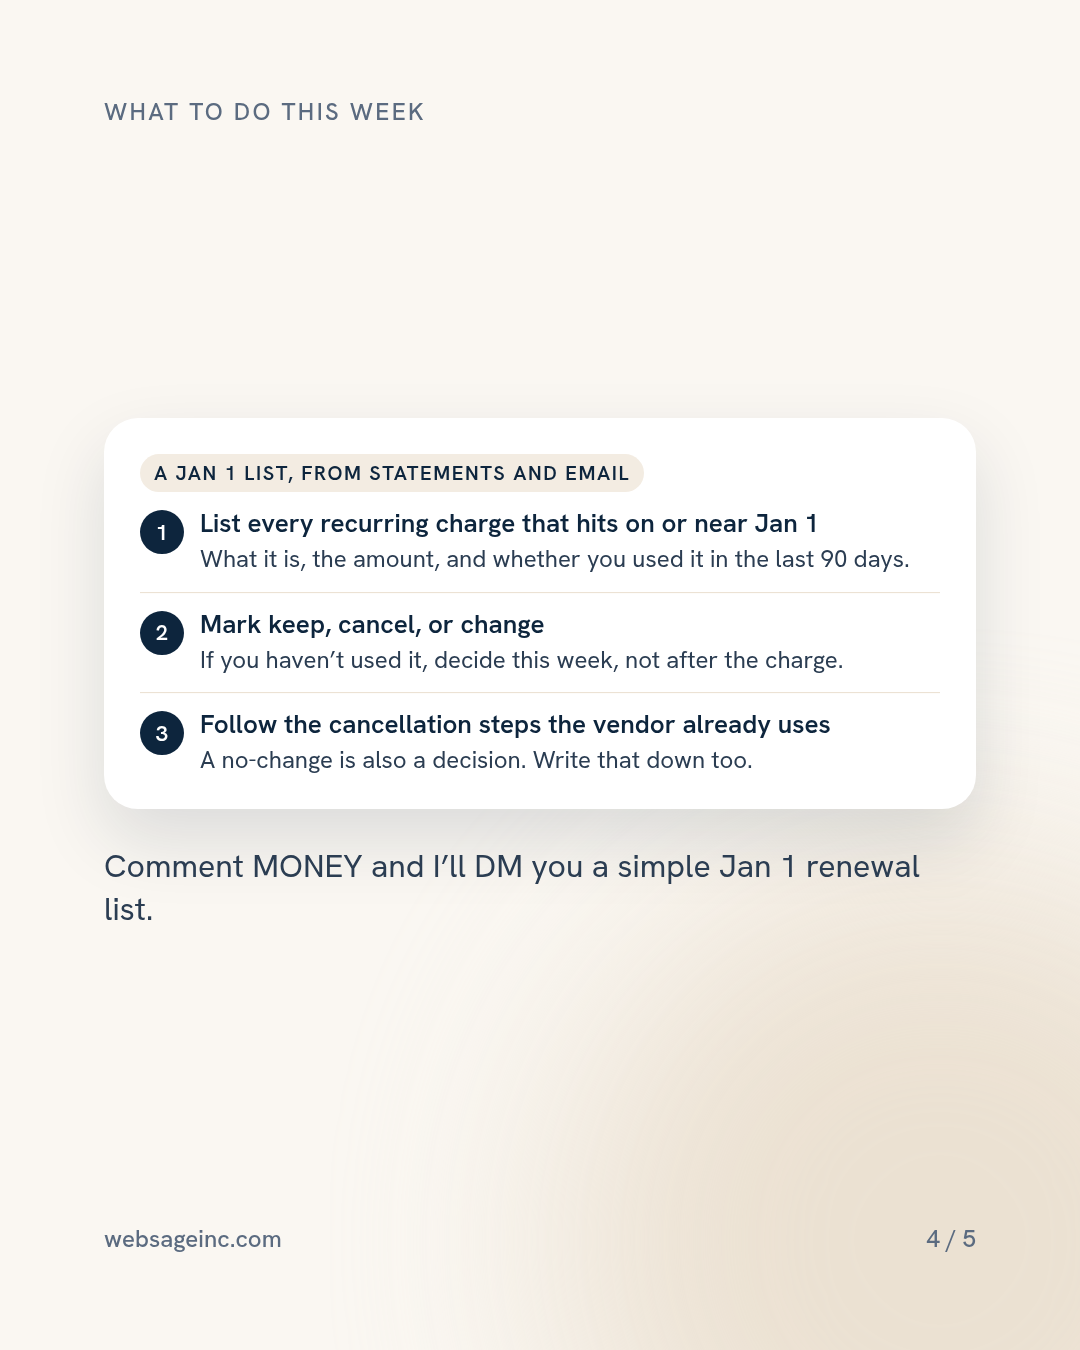 WHAT TO DO THIS WEEK
A JAN 1 LIST, FROM STATEMENTS AND EMAIL
1 List every recurring charge that hits on or near Jan 1
What it is, the amount, and whether you used it in the last 90 days.
2 Mark keep, cancel, or change
If you haven’t used it, decide this week, not after the charge.
3 Follow the cancellation steps the vendor already uses
A no-change is also a decision. Write that down too.
Comment MONEY and I’ll DM you a simple Jan 1 renewal
list.
websageinc.com
4 / 5